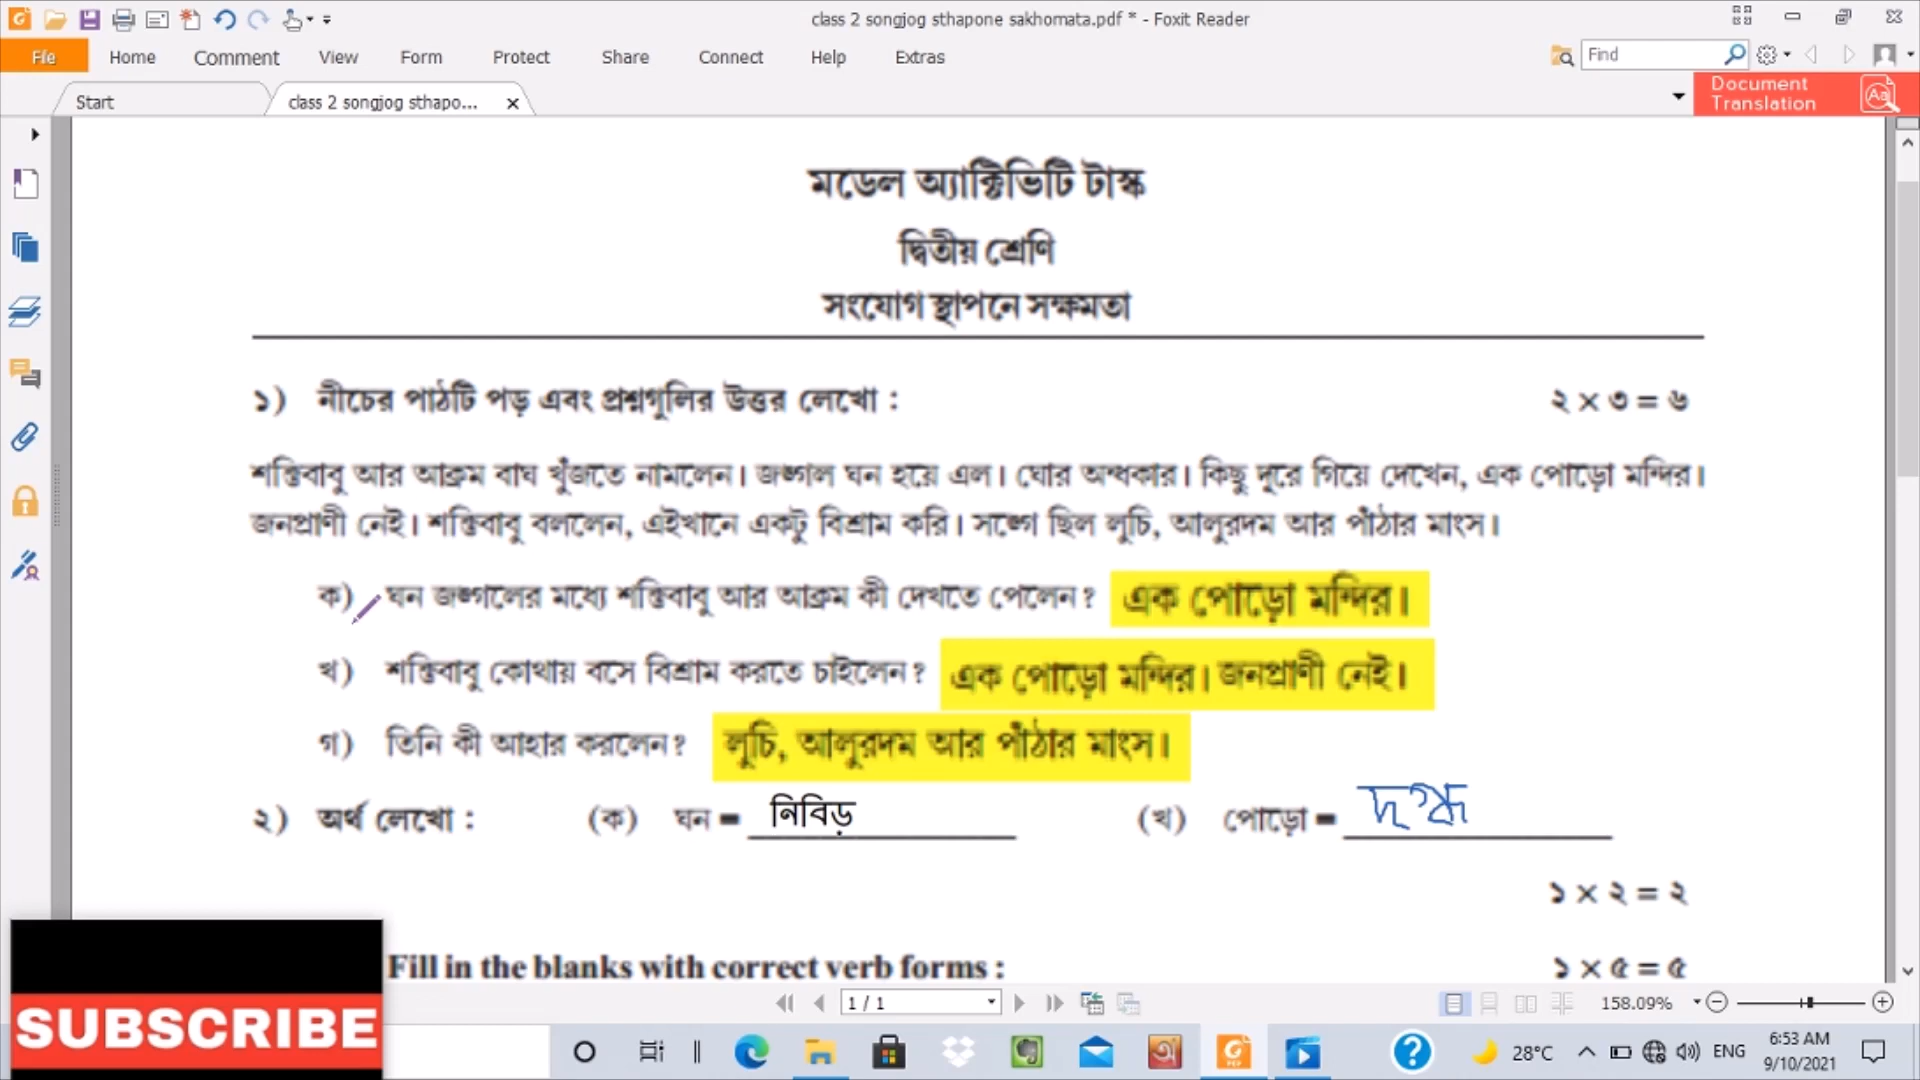 class 2 songjog sthapone sakhomata.pdf * - Foxit Reader
File Home Comment View Form Protect Share Connect Help Extras
Find
Start
class 2 songjog sthapo...
Document
Translation
মডেল অ্যাক্টিভিটি টাস্ক
দ্বিতীয় শ্রেণি
সংযোগ স্থাপনে সক্ষমতা
১) নীচের পাঠটি পড় এবং প্রশ্নগুলির উত্তর লেখো : ২ × ৩ = ৬
শক্তিবাবু আর আক্রম বাঘ খুঁজতে নামলেন। জঙ্গল ঘন হয়ে এল। ঘোর অন্ধকার। কিছু দূরে গিয়ে দেখেন, এক পোড়ো মন্দির।
জনপ্রাণী নেই। শক্তিবাবু বললেন, এইখানে একটু বিশ্রাম করি। সঙ্গে ছিল লুচি, আলুরদম আর পাঁঠার মাংস।
ক) ঘন জঙ্গলের মধ্যে শক্তিবাবু আর আক্রম কী দেখতে পেলেন? এক পোড়ো মন্দির।
খ) শক্তিবাবু কোথায় বসে বিশ্রাম করতে চাইলেন? এক পোড়ো মন্দির। জনপ্রাণী নেই।
গ) তিনি কী আহার করলেন? লুচি, আলুরদম আর পাঁঠার মাংস।
২) অর্থ লেখো : (ক) ঘন = নিবিড় (খ) পোড়ো = দগ্ধ
১ × ২ = ২
Fill in the blanks with correct verb forms : ১ × ৫ = ৫
SUBSCRIBE
1 / 1
158.09%
28°C
ENG
6:53 AM
9/10/2021